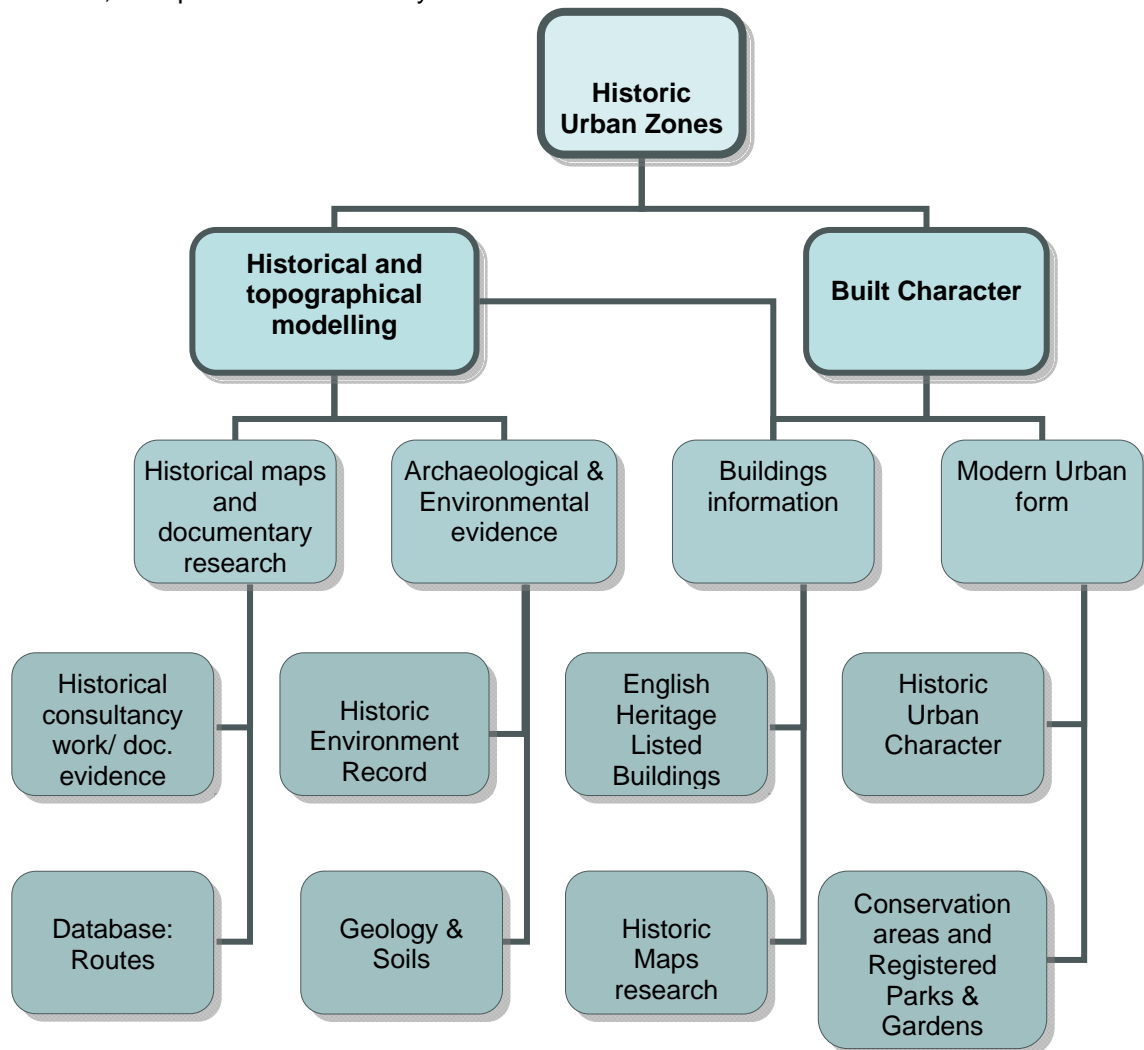 Historic
Urban Zones
Historical and
topographical
modelling
Built Character
Historical maps
and
documentary
research
Archaeological &
Environmental
evidence
Buildings
information
Modern Urban
form
Historical
consultancy
work/ doc.
evidence
Historic
Environment
Record
English
Heritage
Listed
Buildings
Historic
Urban
Character
Database:
Routes
Geology &
Soils
Historic
Maps
research
Conservation
areas and
Registered
Parks &
Gardens